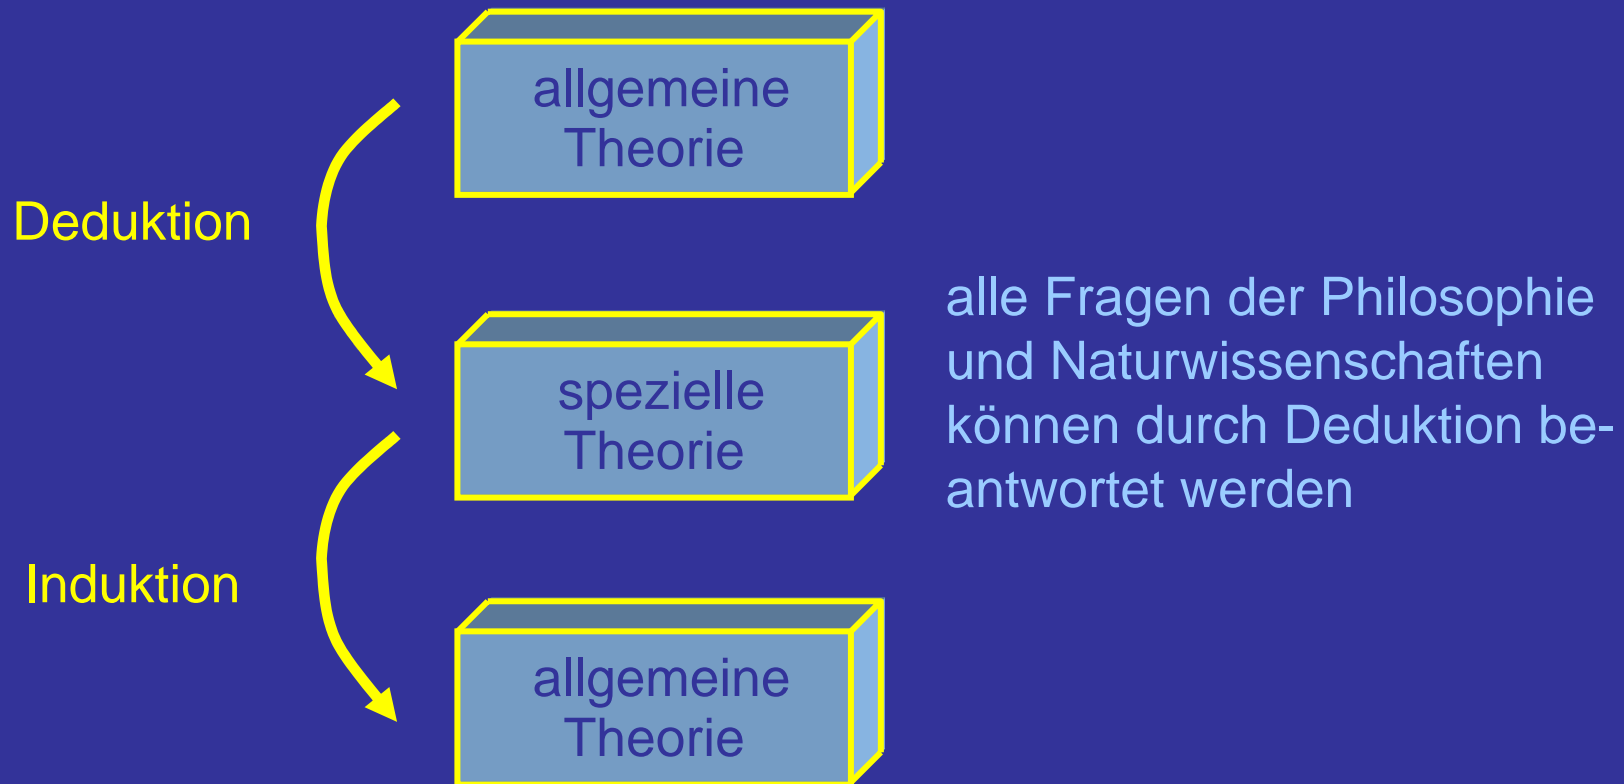 allgemeine
Theorie
Deduktion
alle Fragen der Philosophie
und Naturwissenschaften
können durch Deduktion be-
antwortet werden
spezielle
Theorie
Induktion
allgemeine
Theorie